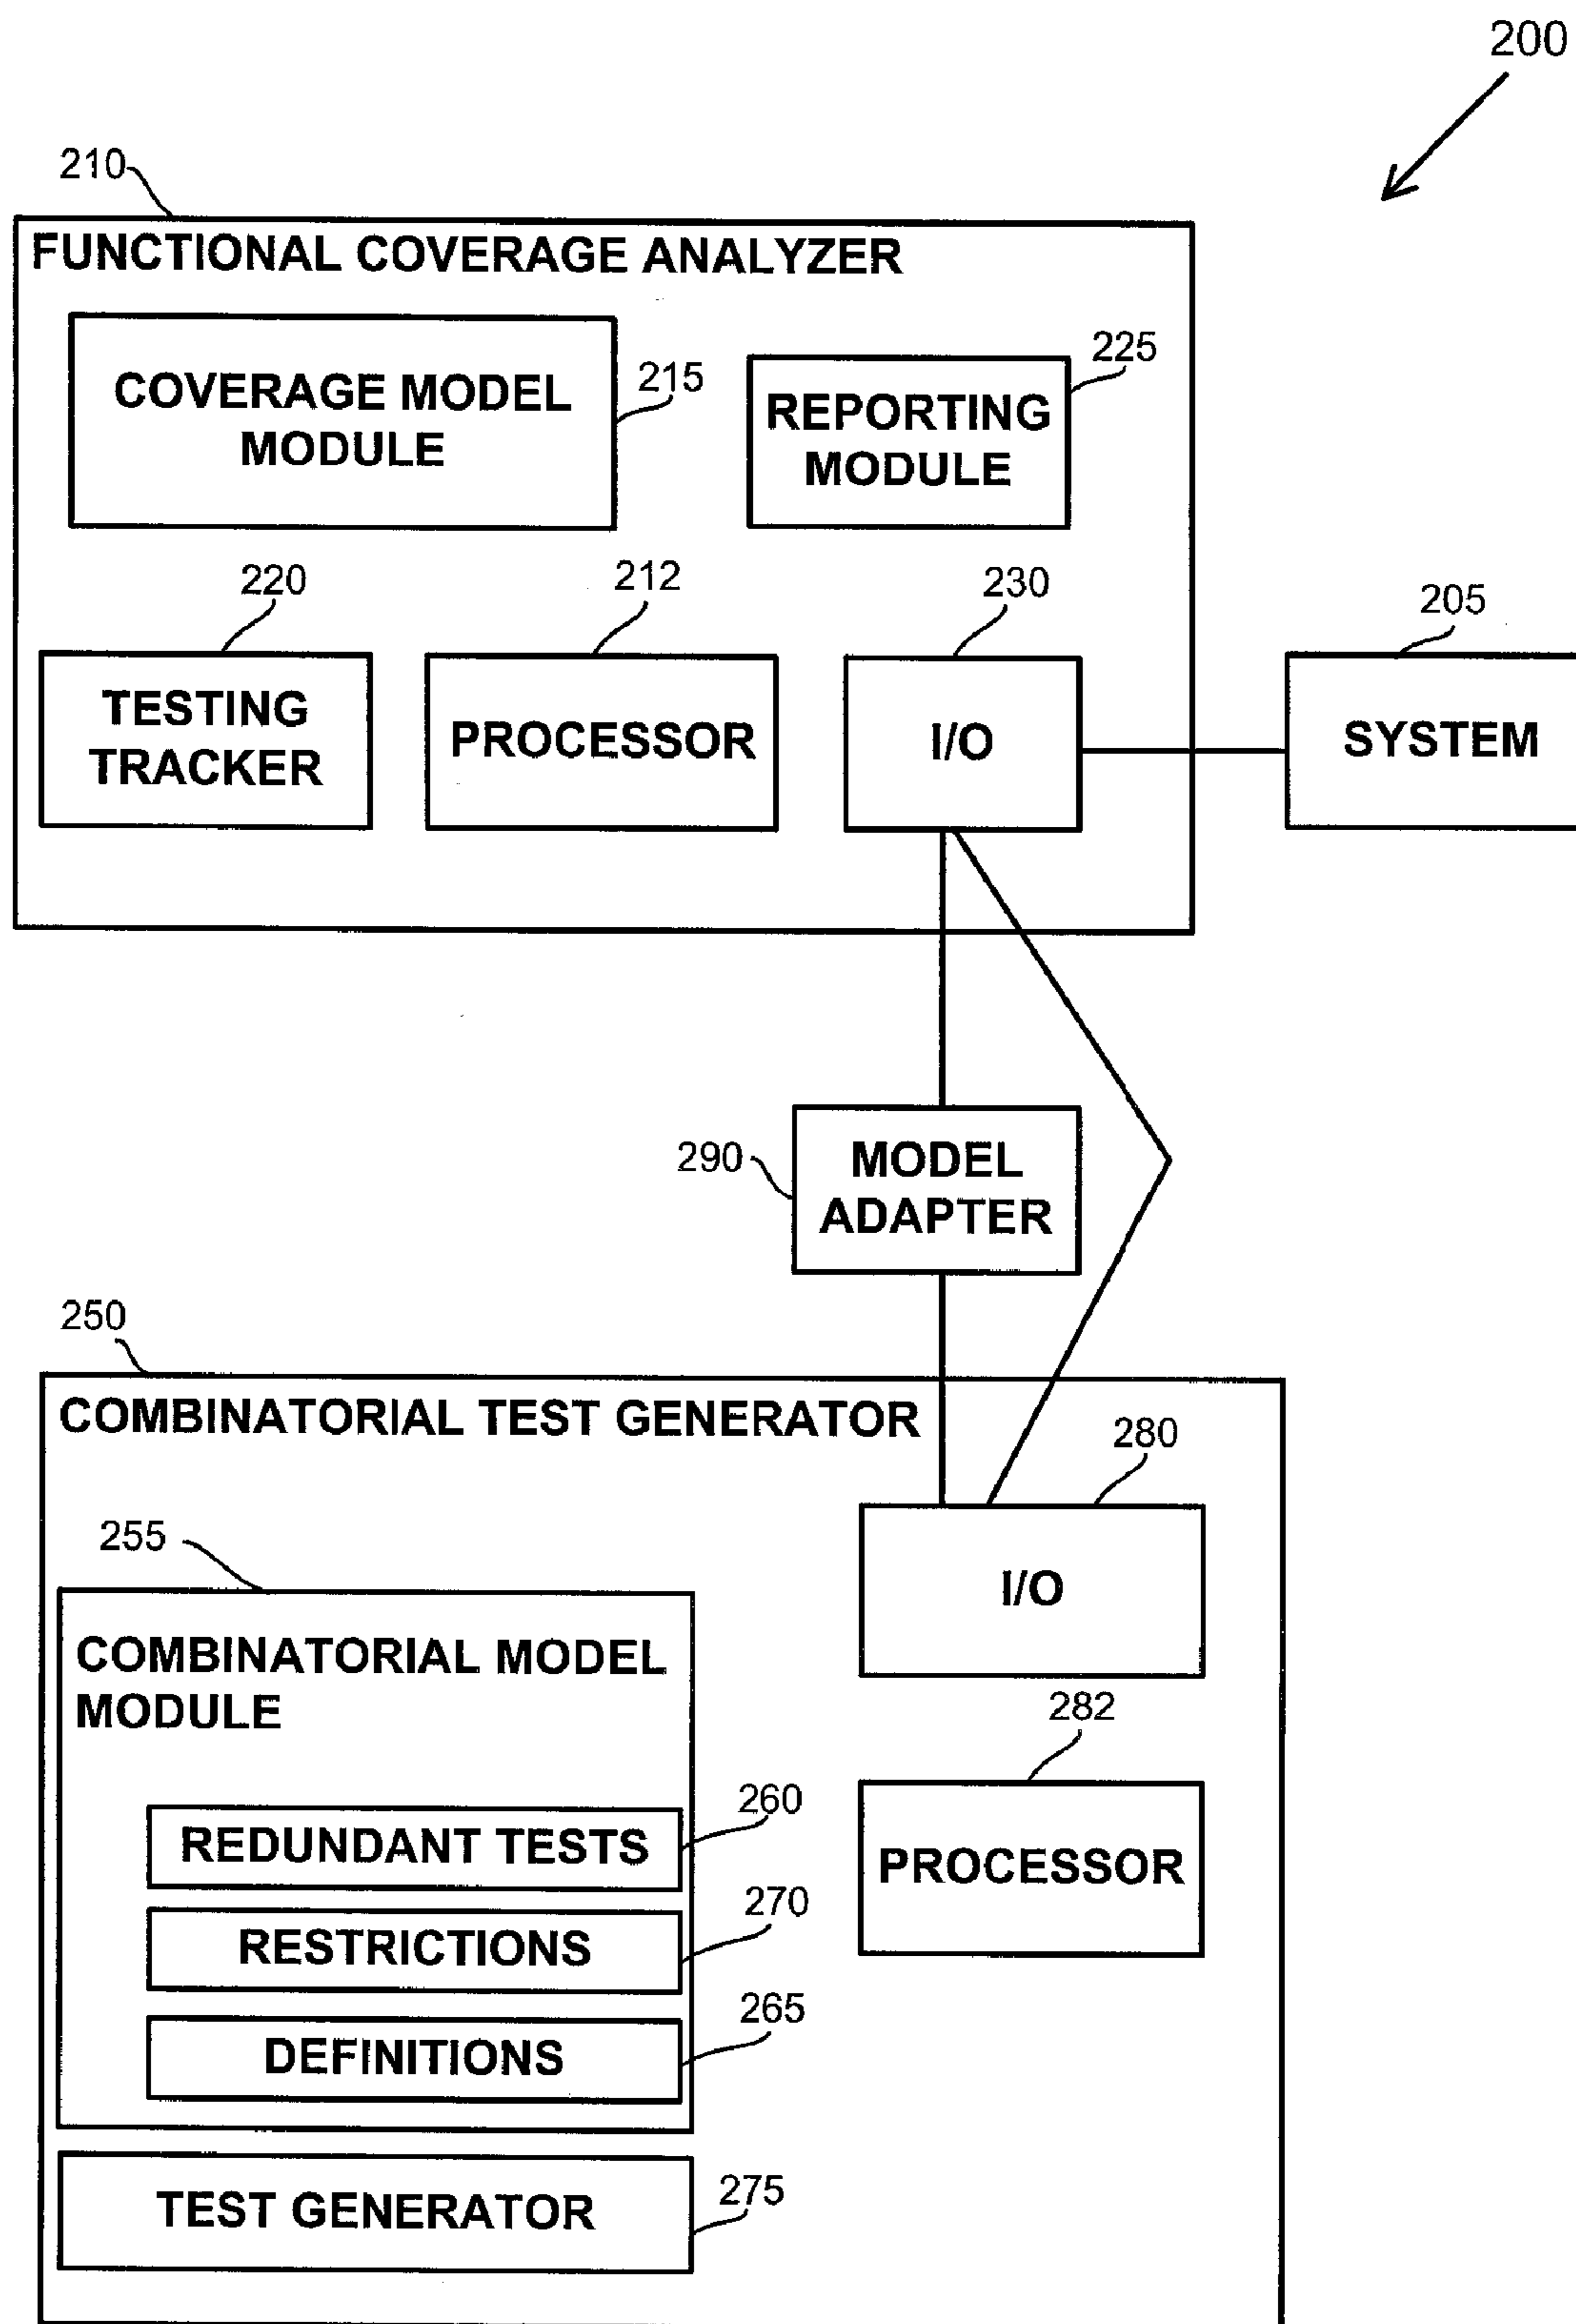 200
210
FUNCTIONAL COVERAGE ANALYZER
COVERAGE MODEL
MODULE
215
225
REPORTING
MODULE
220
212
230
205
TESTING
TRACKER
PROCESSOR
I/O
SYSTEM
290
MODEL
ADAPTER
250
COMBINATORIAL TEST GENERATOR
280
255
I/O
COMBINATORIAL MODEL
MODULE
282
260
REDUNDANT TESTS
PROCESSOR
270
RESTRICTIONS
265
DEFINITIONS
275
TEST GENERATOR